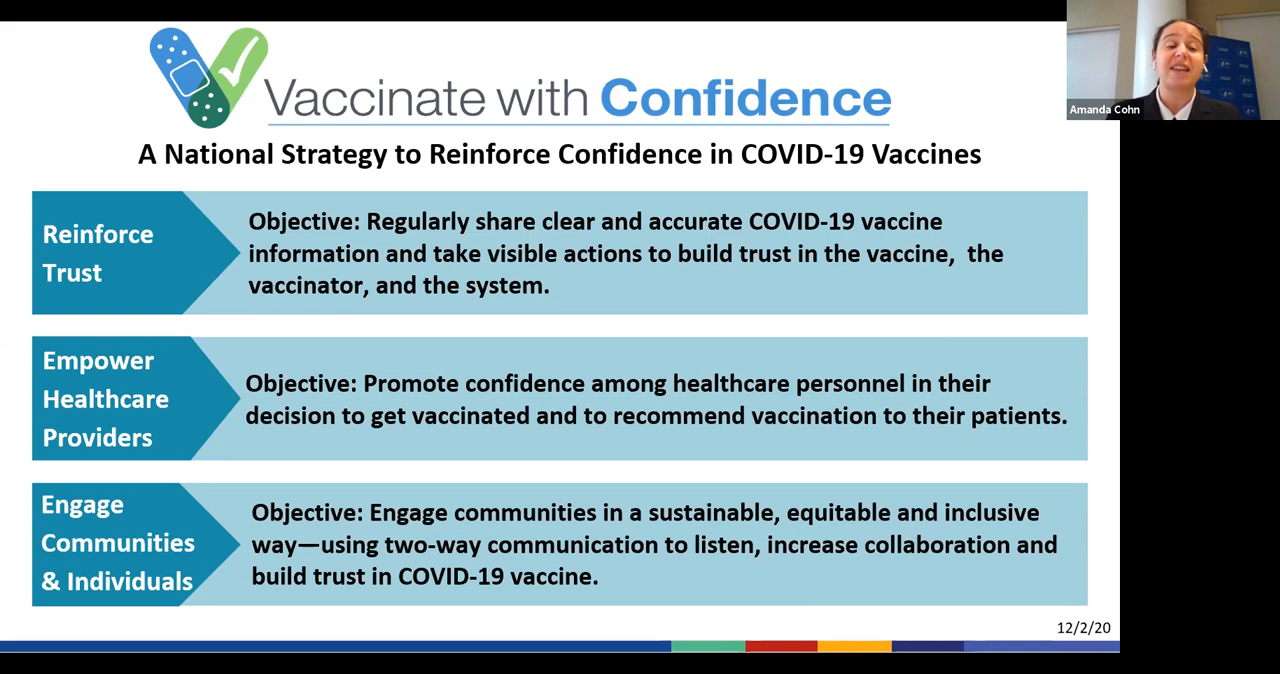 Vaccinate with Confidence
Amanda Cohn
A National Strategy to Reinforce Confidence in COVID-19 Vaccines
Reinforce
Trust
Objective: Regularly share clear and accurate COVID-19 vaccine
information and take visible actions to build trust in the vaccine,  the
vaccinator, and the system.
Empower
Healthcare
Providers
Objective: Promote confidence among healthcare personnel in their
decision to get vaccinated and to recommend vaccination to their patients.
Engage
Communities
& Individuals
Objective: Engage communities in a sustainable, equitable and inclusive
way—using two-way communication to listen, increase collaboration and
build trust in COVID-19 vaccine.
12/2/20